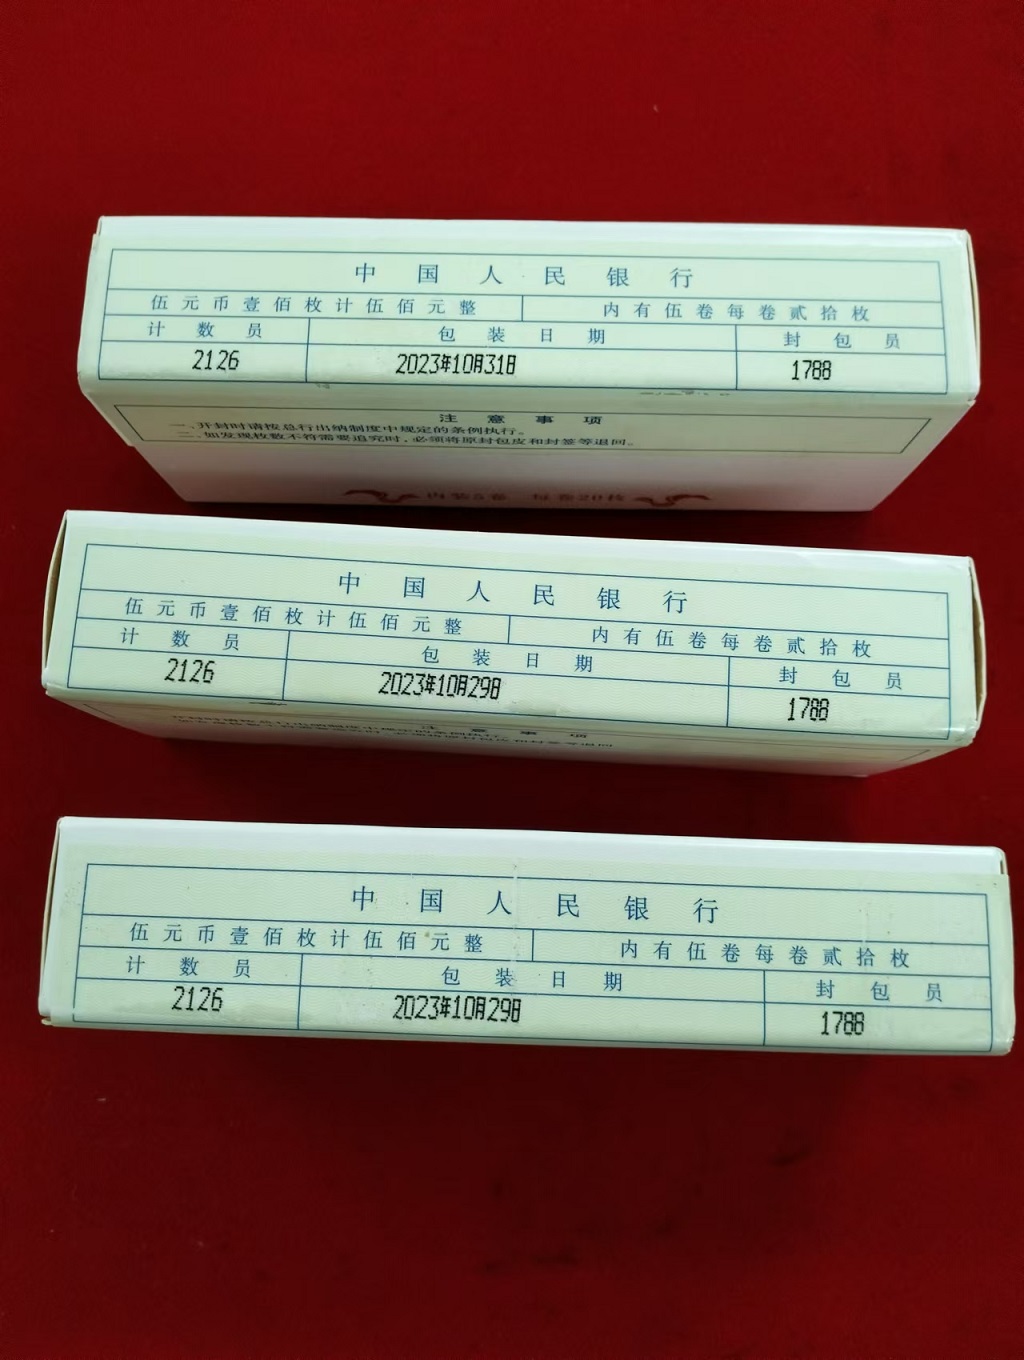 中国人民银行
伍元币壹佰枚计伍佰元整 内有伍卷每卷贰拾枚
计数员 包装日期 封包员
2126 2023年10月31日 1788
注意事项
一、开封时请按总行出纳制度中规定的条例执行。
二、如发现枚数不符需要追究时，必须将原封包皮和封签等退回。
内装5卷 每卷20枚
中国人民银行
伍元币壹佰枚计伍佰元整 内有伍卷每卷贰拾枚
计数员 包装日期 封包员
2126 2023年10月29日 1788
注意事项
中国人民银行
伍元币壹佰枚计伍佰元整 内有伍卷每卷贰拾枚
计数员 包装日期 封包员
2126 2023年10月29日 1788